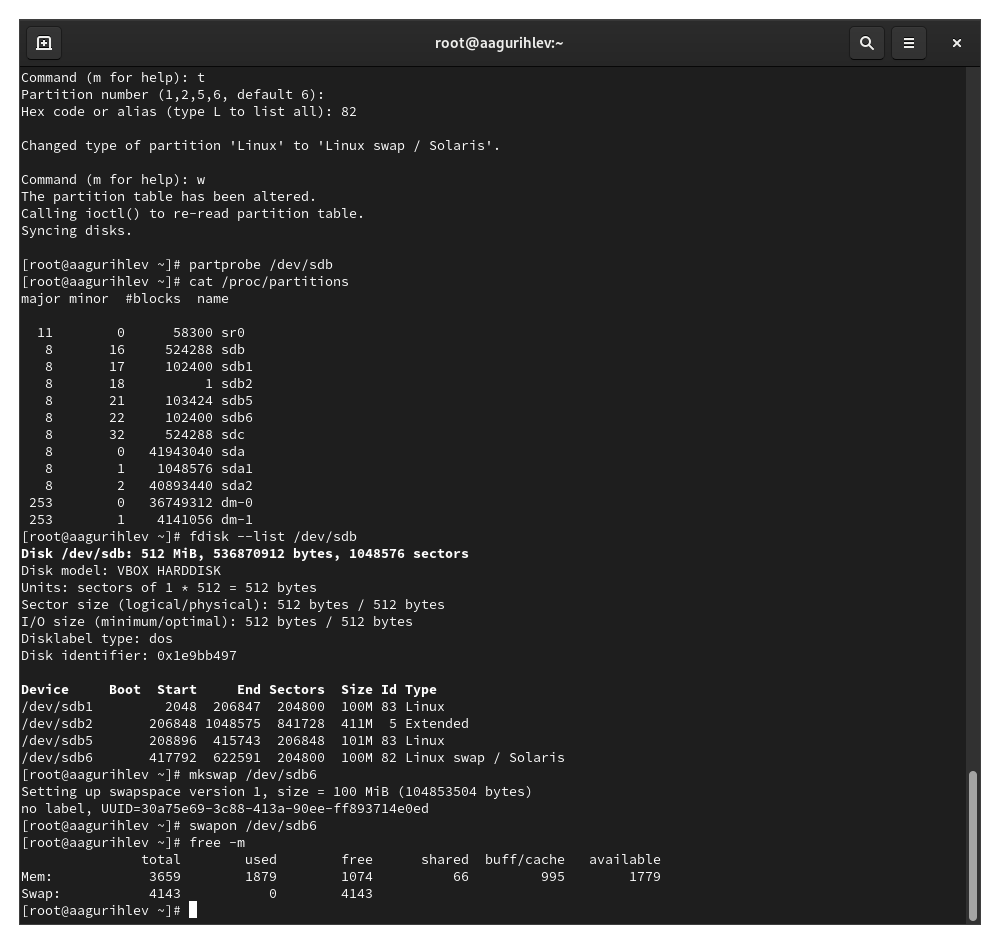 root@aagurihlev:~
Command (m for help): t
Partition number (1,2,5,6, default 6):
Hex code or alias (type L to list all): 82

Changed type of partition 'Linux' to 'Linux swap / Solaris'.

Command (m for help): w
The partition table has been altered.
Calling ioctl() to re-read partition table.
Syncing disks.

[root@aagurihlev ~]# partprobe /dev/sdb
[root@aagurihlev ~]# cat /proc/partitions
major minor  #blocks  name

  11        0      58300 sr0
   8       16     524288 sdb
   8       17     102400 sdb1
   8       18          1 sdb2
   8       21     103424 sdb5
   8       22     102400 sdb6
   8       32     524288 sdc
   8        0   41943040 sda
   8        1    1048576 sda1
   8        2   40893440 sda2
 253        0   36749312 dm-0
 253        1    4141056 dm-1
[root@aagurihlev ~]# fdisk --list /dev/sdb
Disk /dev/sdb: 512 MiB, 536870912 bytes, 1048576 sectors
Disk model: VBOX HARDDISK
Units: sectors of 1 * 512 = 512 bytes
Sector size (logical/physical): 512 bytes / 512 bytes
I/O size (minimum/optimal): 512 bytes / 512 bytes
Disklabel type: dos
Disk identifier: 0x1e9bb497

Device     Boot  Start     End Sectors  Size Id Type
/dev/sdb1         2048  206847  204800  100M 83 Linux
/dev/sdb2       206848 1048575  841728  411M  5 Extended
/dev/sdb5       208896  415743  206848  101M 83 Linux
/dev/sdb6       417792  622591  204800  100M 82 Linux swap / Solaris
[root@aagurihlev ~]# mkswap /dev/sdb6
Setting up swapspace version 1, size = 100 MiB (104853504 bytes)
no label, UUID=30a75e69-3c88-413a-90ee-ff893714e0ed
[root@aagurihlev ~]# swapon /dev/sdb6
[root@aagurihlev ~]# free -m
               total        used        free      shared  buff/cache   available
Mem:            3659        1879        1074          66         995        1779
Swap:           4143           0        4143
[root@aagurihlev ~]#